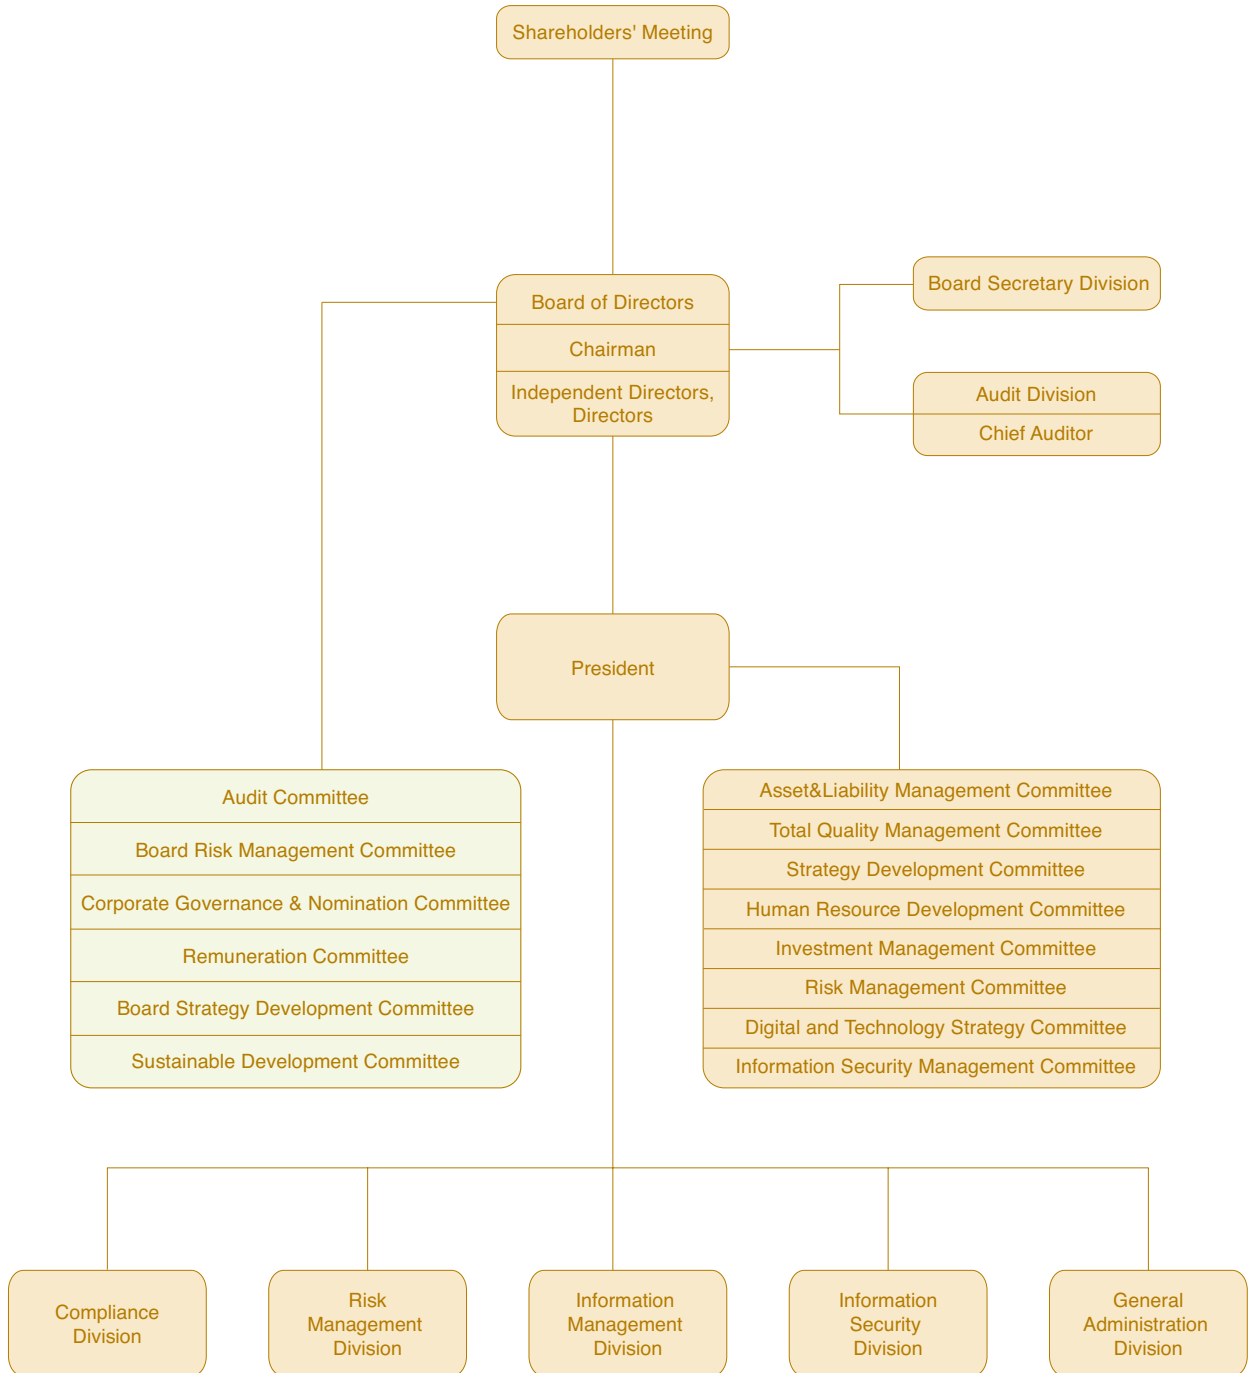 Shareholders' Meeting
Board of Directors
Chairman
Independent Directors,
Directors
Board Secretary Division
Audit Division
Chief Auditor
President
Audit Committee
Board Risk Management Committee
Corporate Governance & Nomination Committee
Remuneration Committee
Board Strategy Development Committee
Sustainable Development Committee
Asset&Liability Management Committee
Total Quality Management Committee
Strategy Development Committee
Human Resource Development Committee
Investment Management Committee
Risk Management Committee
Digital and Technology Strategy Committee
Information Security Management Committee
Compliance
Division
Risk
Management
Division
Information
Management
Division
Information
Security
Division
General
Administration
Division